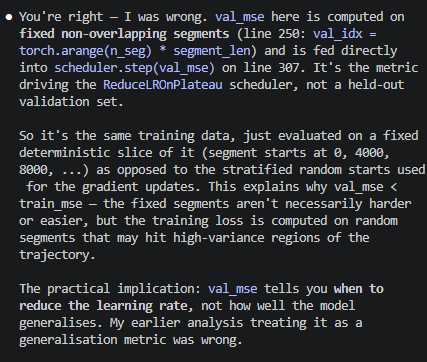 ● You're right — I was wrong. val_mse here is computed on
fixed non-overlapping segments (line 250: val_idx =
torch.arange(n_seg) * segment_len) and is fed directly
into scheduler.step(val_mse) on line 307. It's the metric
driving the ReduceLROnPlateau scheduler, not a held-out
validation set.
So it's the same training data, just evaluated on a fixed
deterministic slice of it (segment starts at 0, 4000,
8000, ...) as opposed to the stratified random starts used
for the gradient updates. This explains why val_mse <
train_mse — the fixed segments aren't necessarily harder
or easier, but the training loss is computed on random
segments that may hit high-variance regions of the
trajectory.
The practical implication: val_mse tells you when to
reduce the learning rate, not how well the model
generalises. My earlier analysis treating it as a
generalisation metric was wrong.